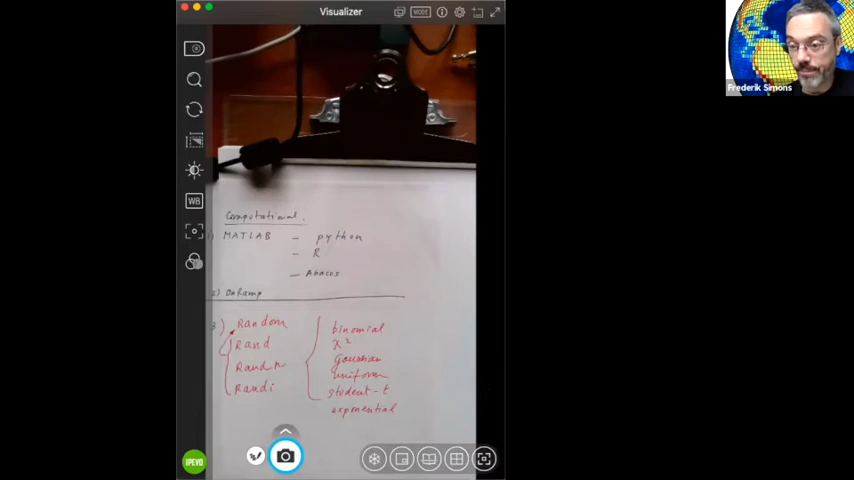 Visualizer
MODE
Frederik Simons
WB
Computational.
1) MATLAB - python
- R
- Abacus
2) OnRamp
3) Random
Rand
Randn
Randi
binomial
χ²
gaussian
uniform
student-t
exponential
IPEVO